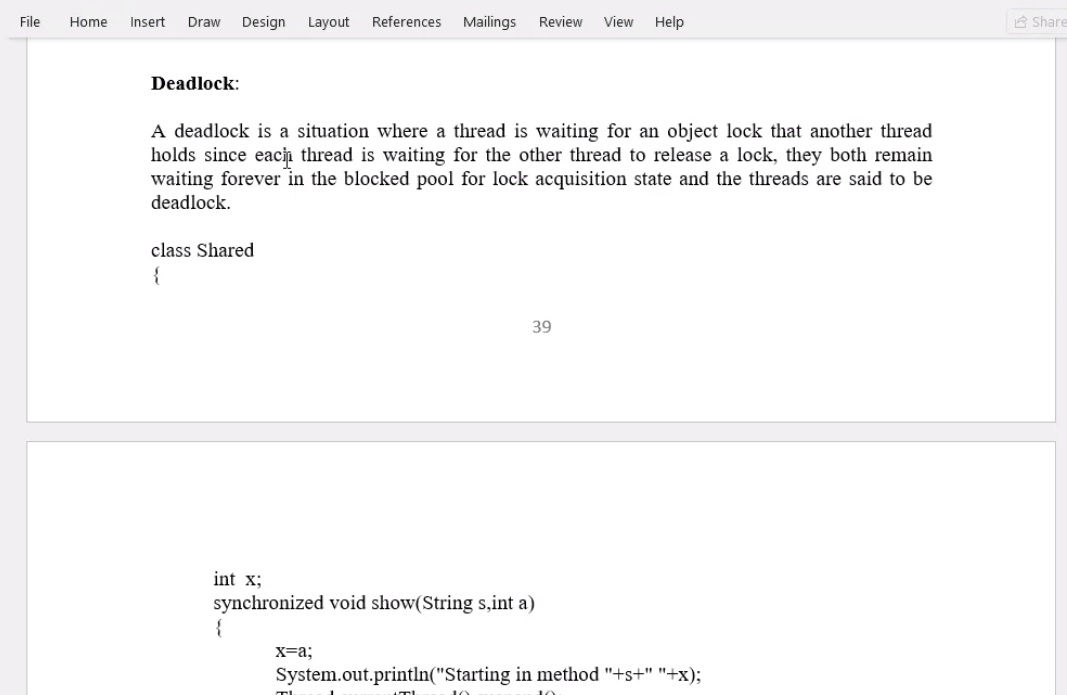 File Home Insert Draw Design Layout References Mailings Review View Help Share
Deadlock:
A deadlock is a situation where a thread is waiting for an object lock that another thread
holds since each thread is waiting for the other thread to release a lock, they both remain
waiting forever in the blocked pool for lock acquisition state and the threads are said to be
deadlock.
class Shared
{
39
int x;
synchronized void show(String s,int a)
{
x=a;
System.out.println("Starting in method "+s+" "+x);
Thread.currentThread().suspend();